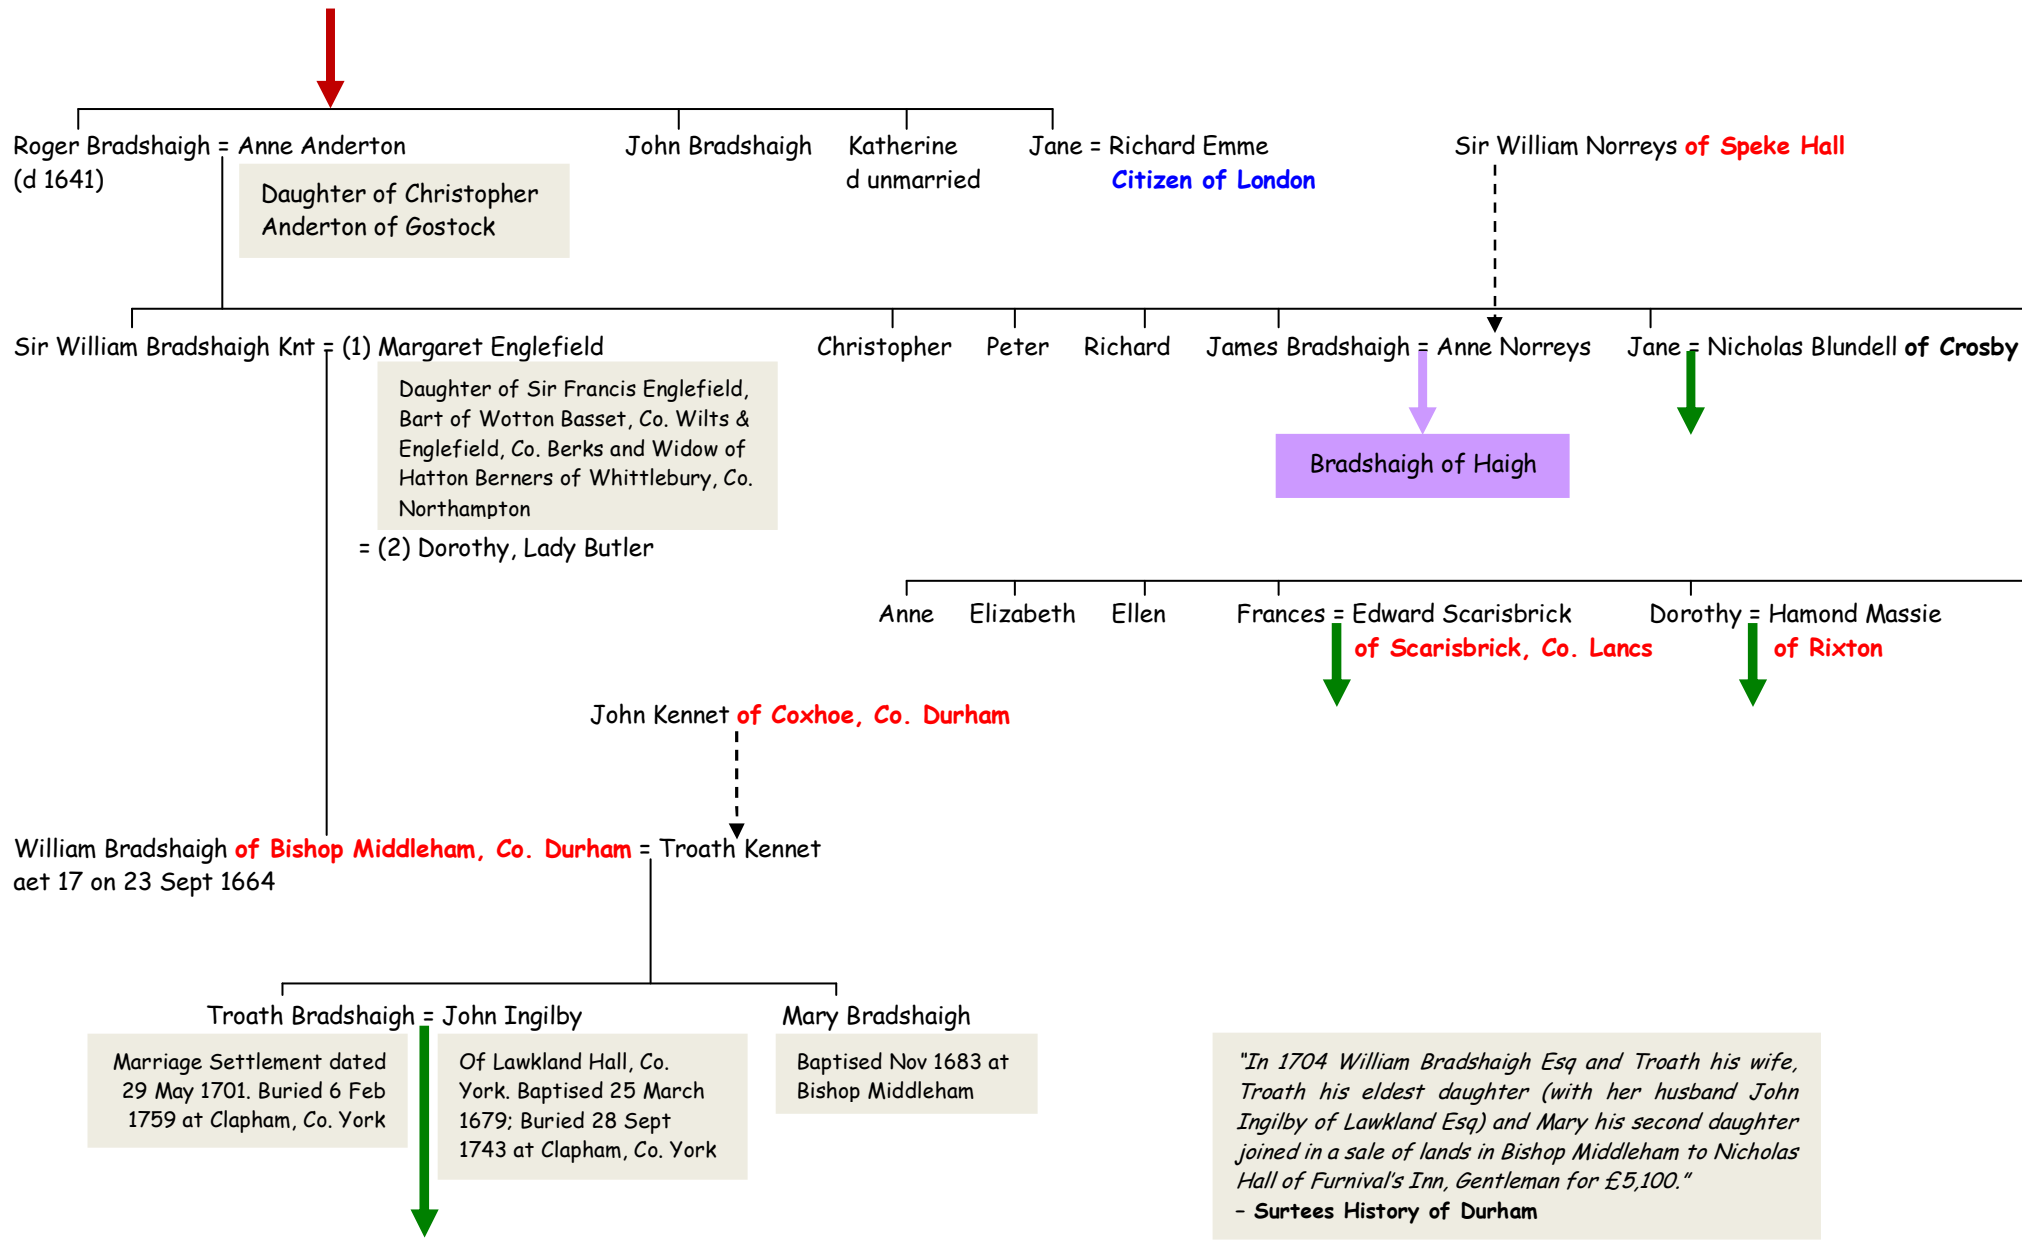 Roger Bradshaigh = Anne Anderton
(d 1641)
Daughter of Christopher
Anderton of Gostock
John Bradshaigh
Katherine
d unmarried
Jane = Richard Emme
Citizen of London
Sir William Norreys of Speke Hall
Sir William Bradshaigh Knt = (1) Margaret Englefield
Daughter of Sir Francis Englefield,
Bart of Wotton Basset, Co. Wilts &
Englefield, Co. Berks and Widow of
Hatton Berners of Whittlebury, Co.
Northampton
= (2) Dorothy, Lady Butler
Christopher
Peter
Richard
James Bradshaigh = Anne Norreys
Jane = Nicholas Blundell of Crosby
Bradshaigh of Haigh
Anne
Elizabeth
Ellen
Frances = Edward Scarisbrick
of Scarisbrick, Co. Lancs
Dorothy = Hamond Massie
of Rixton
John Kennet of Coxhoe, Co. Durham
William Bradshaigh of Bishop Middleham, Co. Durham = Troath Kennet
aet 17 on 23 Sept 1664
Troath Bradshaigh = John Ingilby
Marriage Settlement dated
29 May 1701. Buried 6 Feb
1759 at Clapham, Co. York
Of Lawkland Hall, Co.
York. Baptised 25 March
1679; Buried 28 Sept
1743 at Clapham, Co. York
Mary Bradshaigh
Baptised Nov 1683 at
Bishop Middleham
"In 1704 William Bradshaigh Esq and Troath his wife,
Troath his eldest daughter (with her husband John
Ingilby of Lawkland Esq) and Mary his second daughter
joined in a sale of lands in Bishop Middleham to Nicholas
Hall of Furnival's Inn, Gentleman for £5,100."
– Surtees History of Durham